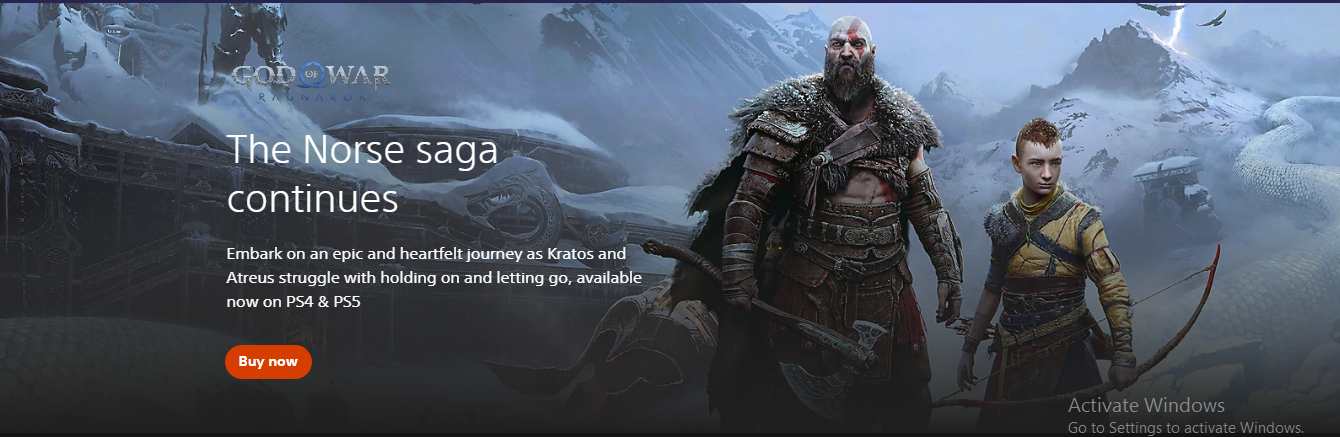 GOD OF WAR
RAGNARÖK
The Norse saga
continues
Embark on an epic and heartfelt journey as Kratos and
Atreus struggle with holding on and letting go, available
now on PS4 & PS5
Buy now
Activate Windows
Go to Settings to activate Windows.